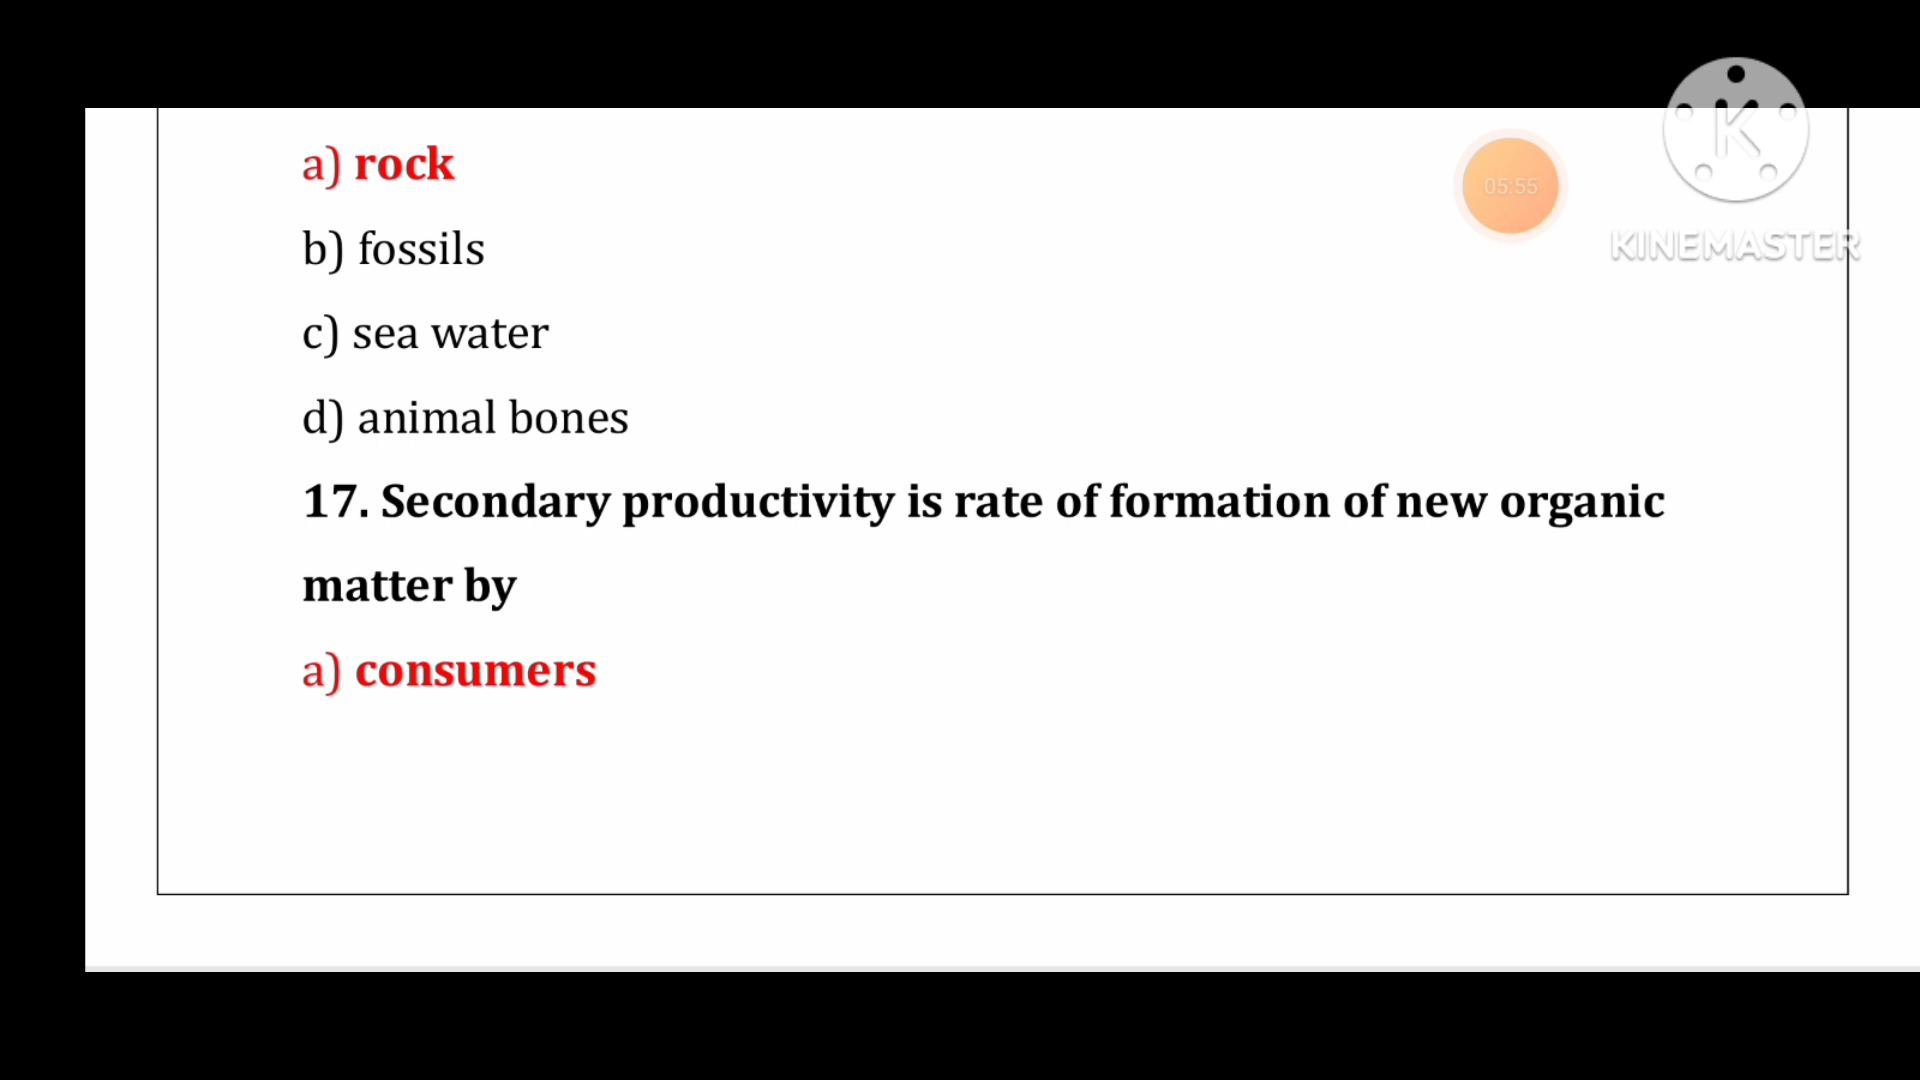 a) rock
05:55
K
KINEMASTER
b) fossils
c) sea water
d) animal bones
17. Secondary productivity is rate of formation of new organic
matter by
a) consumers